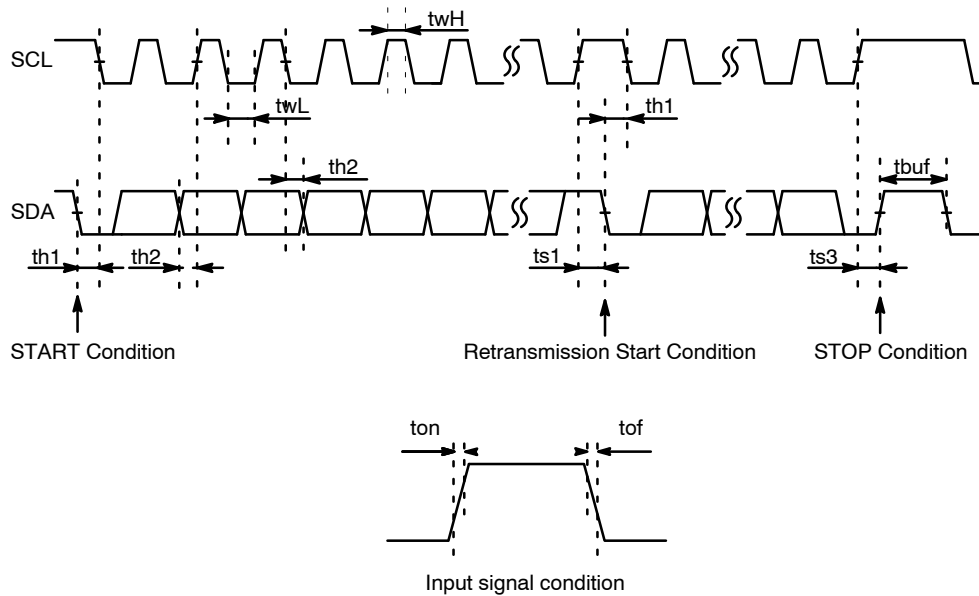 twH
SCL
twL
th1
th2
tbuf
SDA
th1
th2
ts1
ts3
START Condition
Retransmission Start Condition
STOP Condition
ton
tof
Input signal condition